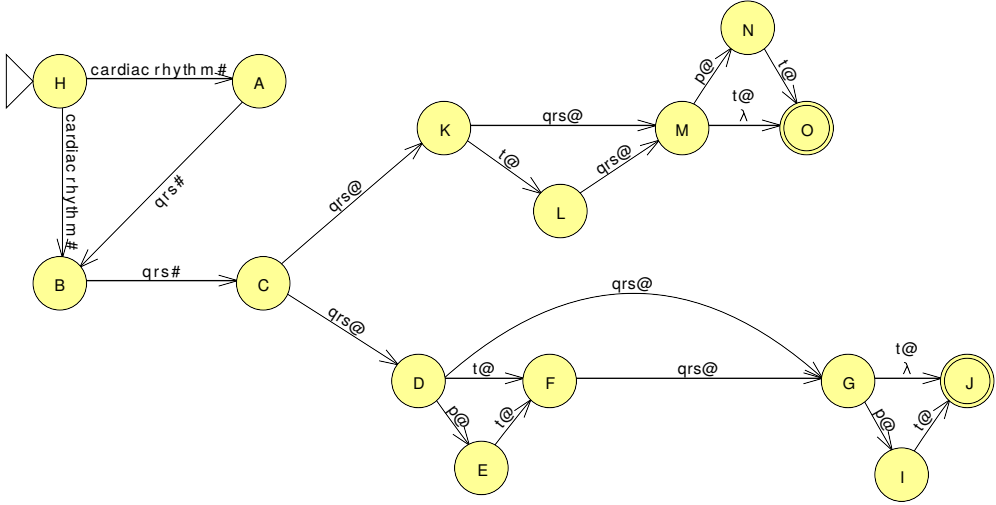 N
H
cardiac rhythm#
A
p@
t@
t@
λ
K
qrs@
M
O
cardiac rhythm#
t@
qrs@
qrs#
qrs@
L
B
qrs#
C
qrs@
qrs@
D
t@
F
qrs@
G
t@
λ
J
p@
t@
p@
t@
E
I